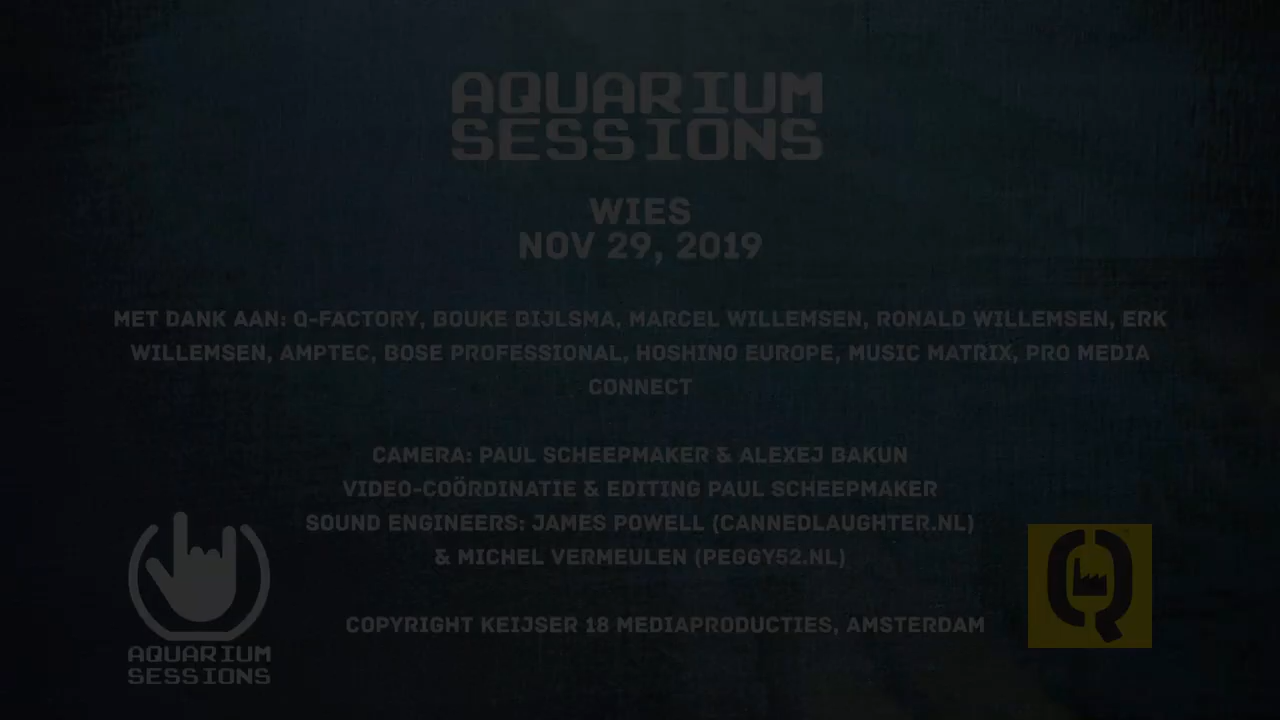 AQUARIUM
SESSIONS
WIES
NOV 29, 2019
MET DANK AAN: Q-FACTORY, BOUKE BIJLSMA, MARCEL WILLEMSEN, RONALD WILLEMSEN, ERK
WILLEMSEN, AMPTEC, BOSE PROFESSIONAL, HOSHINO EUROPE, MUSIC MATRIX, PRO MEDIA
CONNECT
CAMERA: PAUL SCHEEPMAKER & ALEXEJ BAKUN
VIDEO-COÖRDINATIE & EDITING PAUL SCHEEPMAKER
SOUND ENGINEERS: JAMES POWELL (CANNEDLAUGHTER.NL)
& MICHEL VERMEULEN (PEGGY52.NL)
COPYRIGHT KEIJSER 18 MEDIAPRODUCTIES, AMSTERDAM
AQUARIUM
SESSIONS
Q